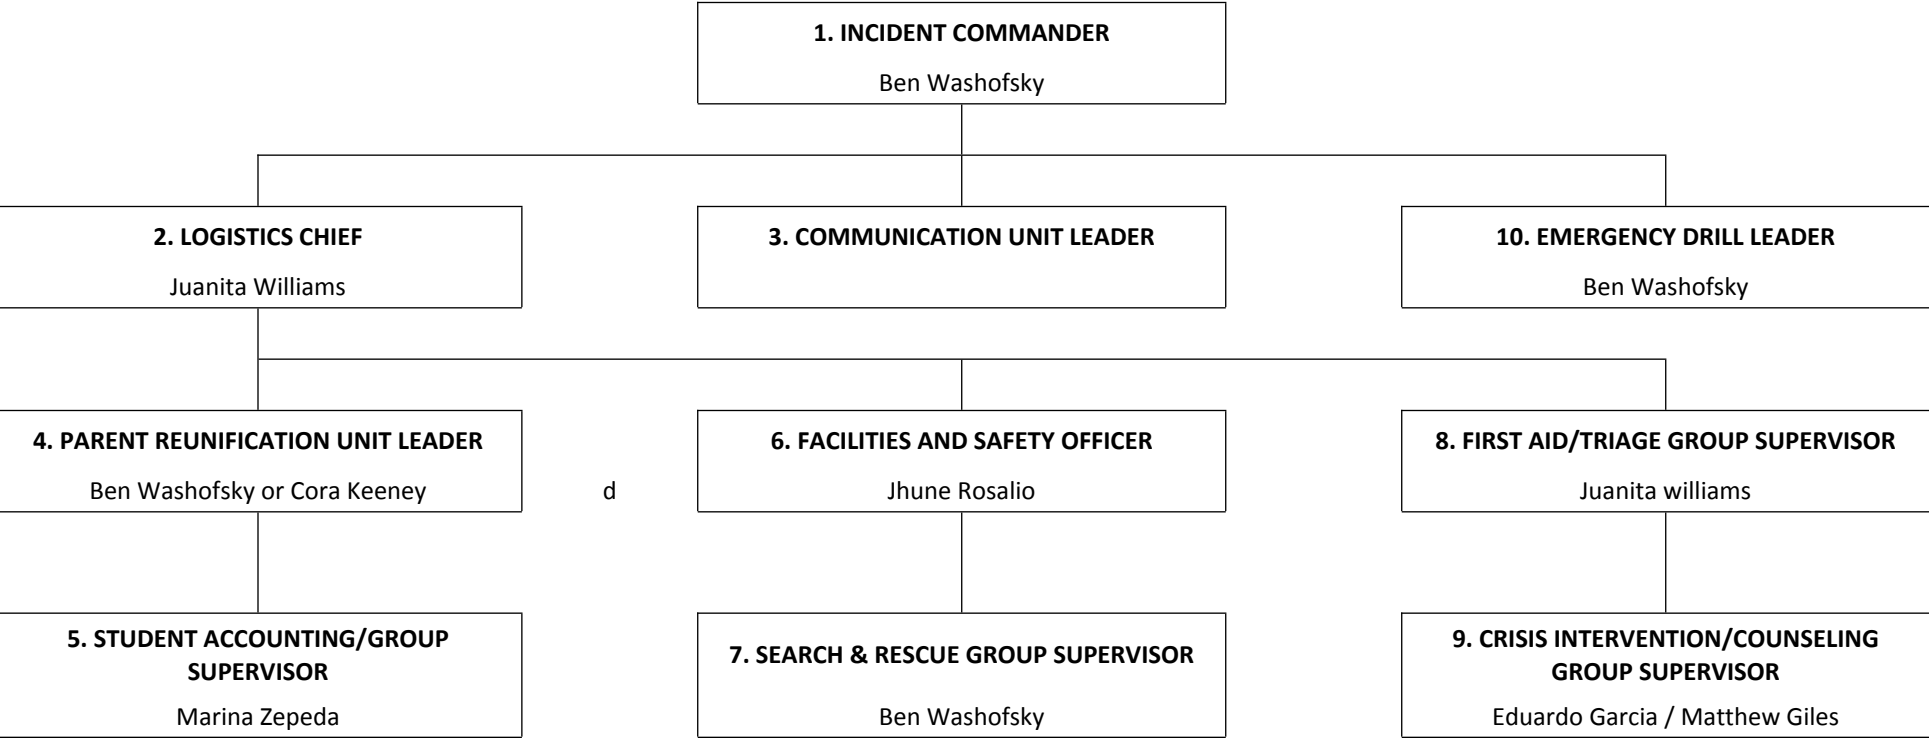 1. INCIDENT COMMANDER
Ben Washofsky
2. LOGISTICS CHIEF
Juanita Williams
3. COMMUNICATION UNIT LEADER
10. EMERGENCY DRILL LEADER
Ben Washofsky
4. PARENT REUNIFICATION UNIT LEADER
Ben Washofsky or Cora Keeney
d
6. FACILITIES AND SAFETY OFFICER
Jhune Rosalio
8. FIRST AID/TRIAGE GROUP SUPERVISOR
Juanita williams
5. STUDENT ACCOUNTING/GROUP
SUPERVISOR
Marina Zepeda
7. SEARCH & RESCUE GROUP SUPERVISOR
Ben Washofsky
9. CRISIS INTERVENTION/COUNSELING
GROUP SUPERVISOR
Eduardo Garcia / Matthew Giles